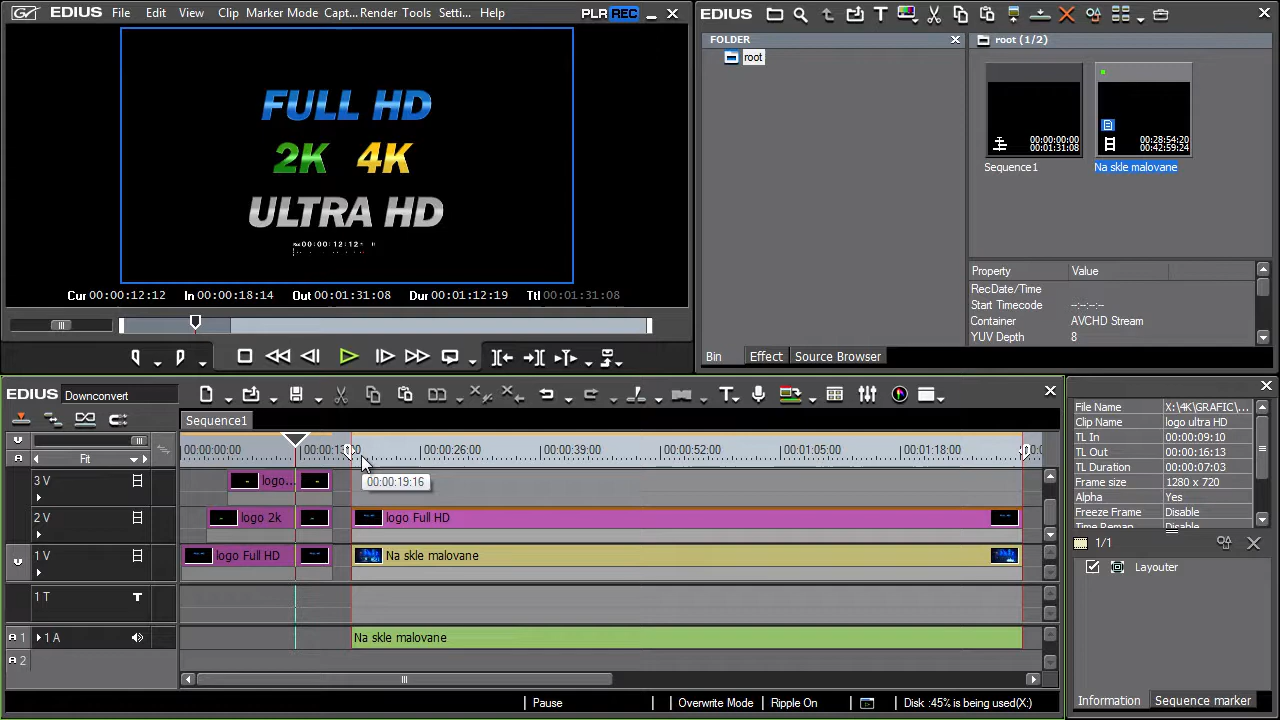 EDIUS File Edit View Clip Marker Mode Capt... Render Tools Setti... Help PLR REC
FULL HD
2K 4K
ULTRA HD
Cur 00:00:12:12 In 00:00:18:14 Out 00:01:31:08 Dur 00:01:12:19 Ttl 00:01:31:08
EDIUS
FOLDER
root
root (1/2)
00:00:00:00
00:01:31:08
Sequence1
00:28:54:20
00:42:59:24
Na skle malovane
Property Value
RecDate/Time
Start Timecode --:--:--:--
Container AVCHD Stream
YUV Depth 8
Bin Effect Source Browser
EDIUS Downconvert
Sequence1
Fit
00:00:00:00 00:00:13:00 00:00:26:00 00:00:39:00 00:00:52:00 00:01:05:00 00:01:18:00
00:00:19:16
3 V logo...
2 V logo 2k logo Full HD
1 V logo Full HD Na skle malovane
1 T T
A 1 1 A Na skle malovane
A 2
Pause Overwrite Mode Ripple On Disk :45% is being used(X:)
File Name X:\4K\GRAFIC\...
Clip Name logo ultra HD
TL In 00:00:09:10
TL Out 00:00:16:13
TL Duration 00:00:07:03
Frame size 1280 x 720
Alpha Yes
Freeze Frame Disable
Time Remap Disable
1/1
Layouter
Information Sequence marker